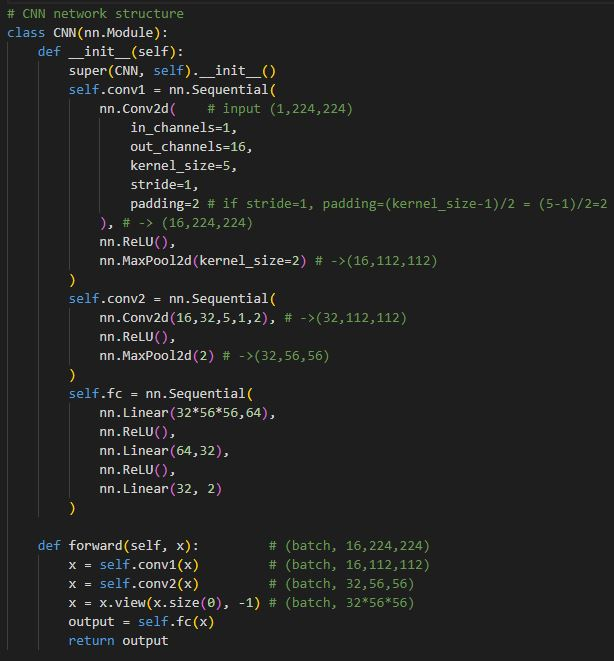 # CNN network structure
class CNN(nn.Module):
    def __init__(self):
        super(CNN, self).__init__()
        self.conv1 = nn.Sequential(
            nn.Conv2d(    # input (1,224,224)
                in_channels=1,
                out_channels=16,
                kernel_size=5,
                stride=1,
                padding=2 # if stride=1, padding=(kernel_size-1)/2 = (5-1)/2=2
            ), # -> (16,224,224)
            nn.ReLU(),
            nn.MaxPool2d(kernel_size=2) # ->(16,112,112)
        )
        self.conv2 = nn.Sequential(
            nn.Conv2d(16,32,5,1,2), # ->(32,112,112)
            nn.ReLU(),
            nn.MaxPool2d(2) # ->(32,56,56)
        )
        self.fc = nn.Sequential(
            nn.Linear(32*56*56,64),
            nn.ReLU(),
            nn.Linear(64,32),
            nn.ReLU(),
            nn.Linear(32, 2)
        )
    def forward(self, x):         # (batch, 16,224,224)
        x = self.conv1(x)         # (batch, 16,112,112)
        x = self.conv2(x)         # (batch, 32,56,56)
        x = x.view(x.size(0), -1) # (batch, 32*56*56)
        output = self.fc(x)
        return output